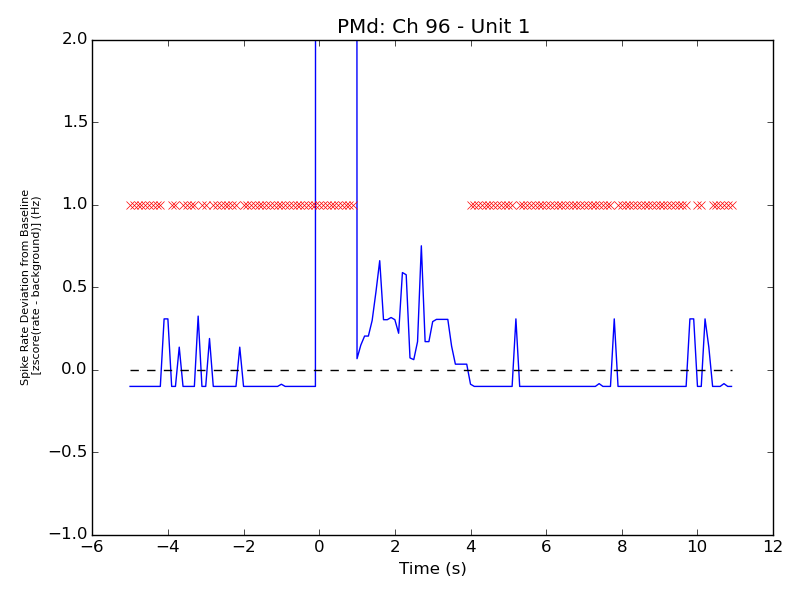 PMd: Ch 96 - Unit 1
2.0
1.5
1.0
0.5
0.0
−0.5
−1.0
Spike Rate Deviation from Baseline
[zscore(rate - background)] (Hz)
−6 −4 −2 0 2 4 6 8 10 12
Time (s)